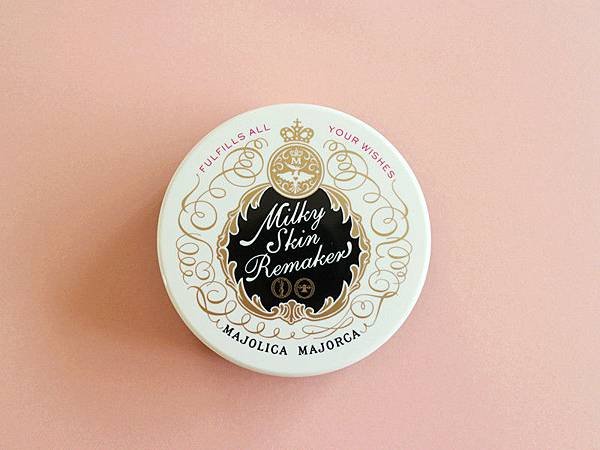 FULFILLS ALL YOUR WISHES
M
Milky
Skin
Remaker
MAJOLICA MAJORCA